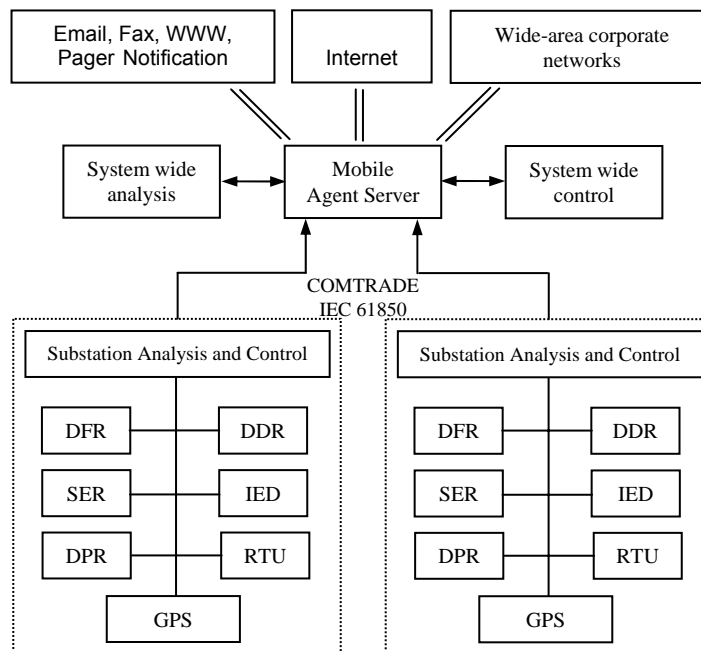 Email, Fax, WWW,
Pager Notification
Internet
Wide-area corporate
networks
System wide
analysis
Mobile
Agent Server
System wide
control
COMTRADE
IEC 61850
Substation Analysis and Control
DFR
DDR
SER
IED
DPR
RTU
GPS
Substation Analysis and Control
DFR
DDR
SER
IED
DPR
RTU
GPS